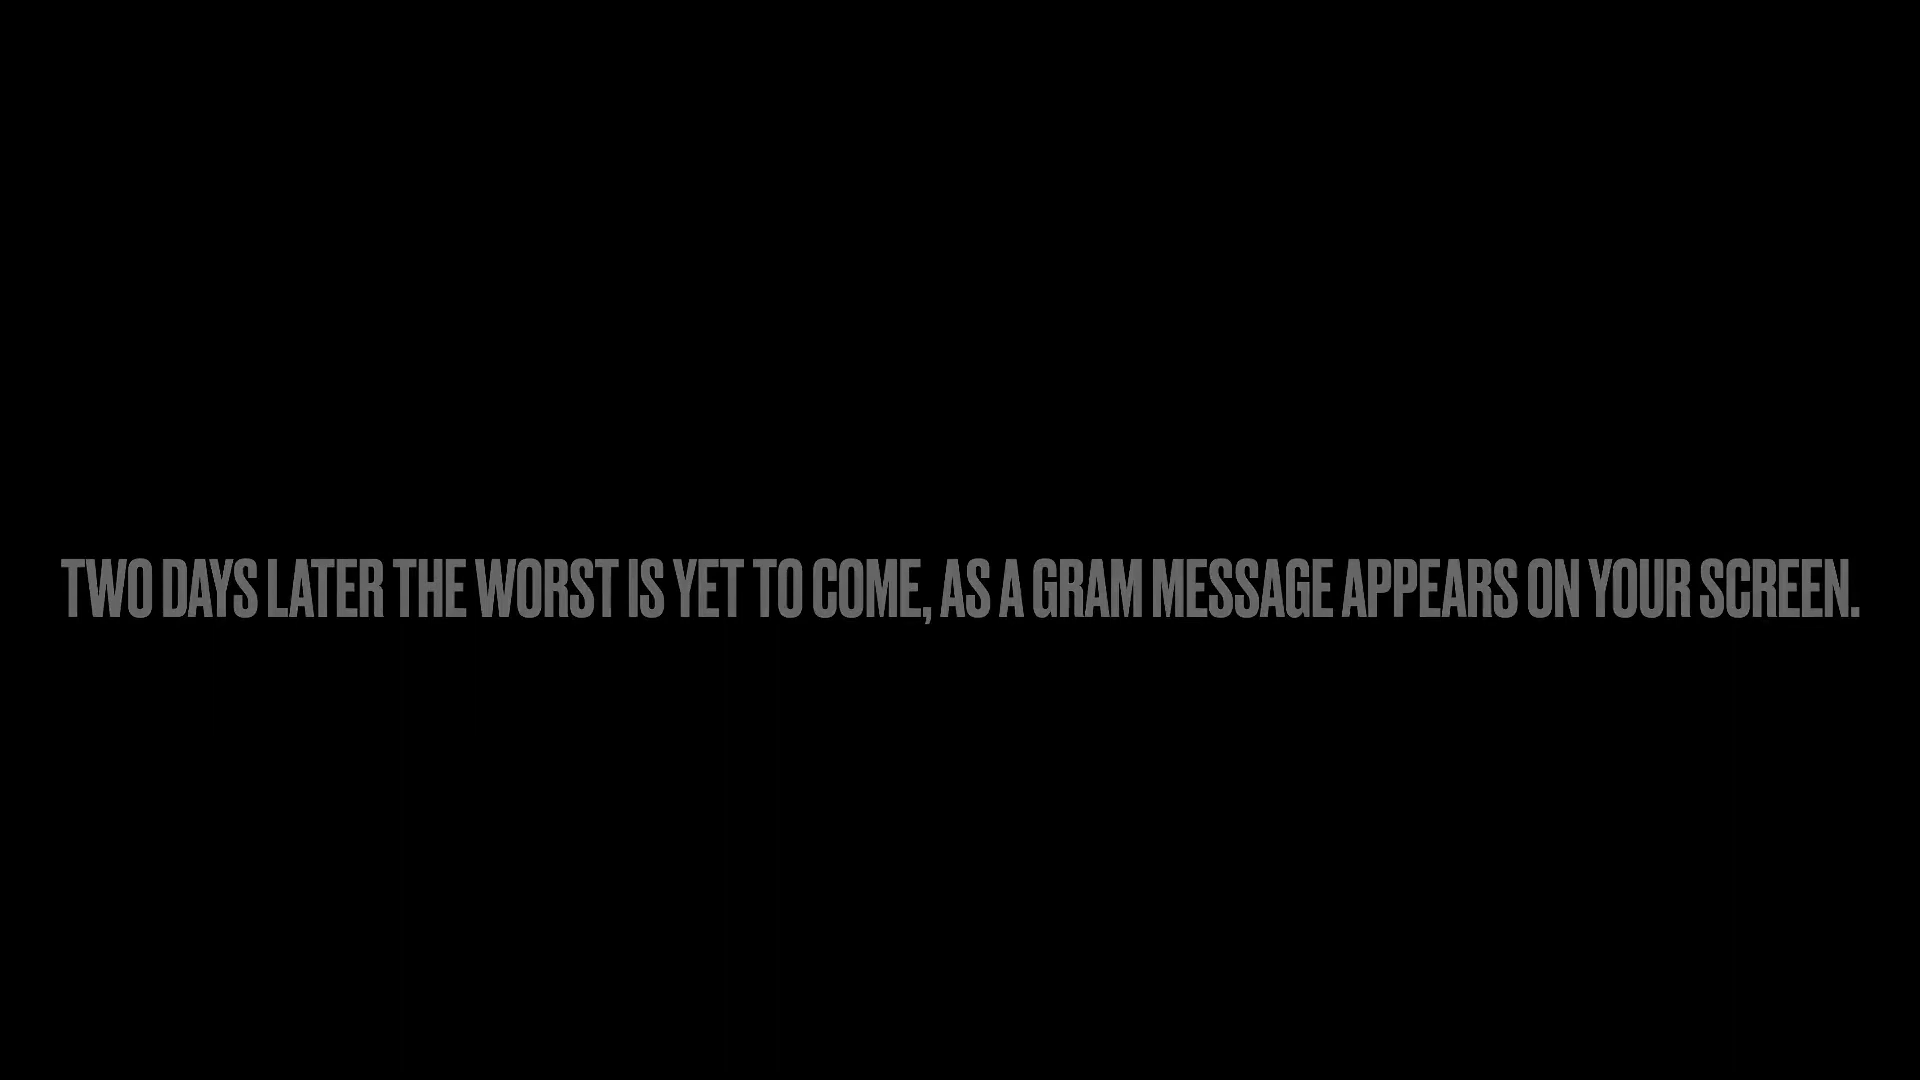 TWO DAYS LATER THE WORST IS YET TO COME, AS A GRAM MESSAGE APPEARS ON YOUR SCREEN.